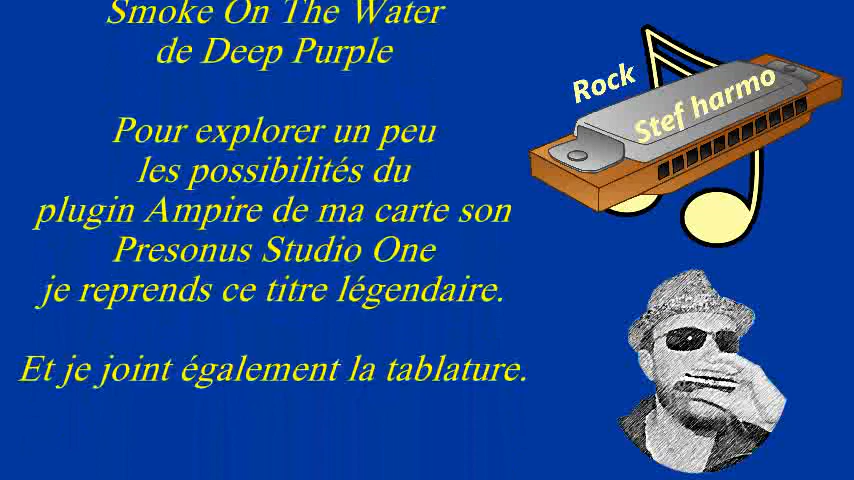 Smoke On The Water
de Deep Purple
Pour explorer un peu
les possibilités du
plugin Ampire de ma carte son
Presonus Studio One
je reprends ce titre légendaire.
Et je joint également la tablature.
Rock
Stef harmo